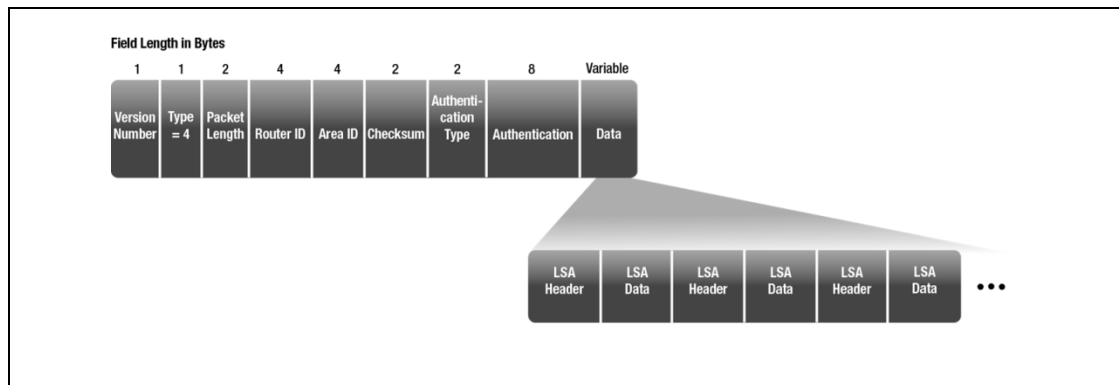 Field Length in Bytes
1 1 2 4 4 2 2 8 Variable
Version
Number
Type
= 4
Packet
Length
Router ID
Area ID
Checksum
Authenti-
cation
Type
Authentication
Data
LSA
Header
LSA
Data
LSA
Header
LSA
Data
LSA
Header
LSA
Data
•••